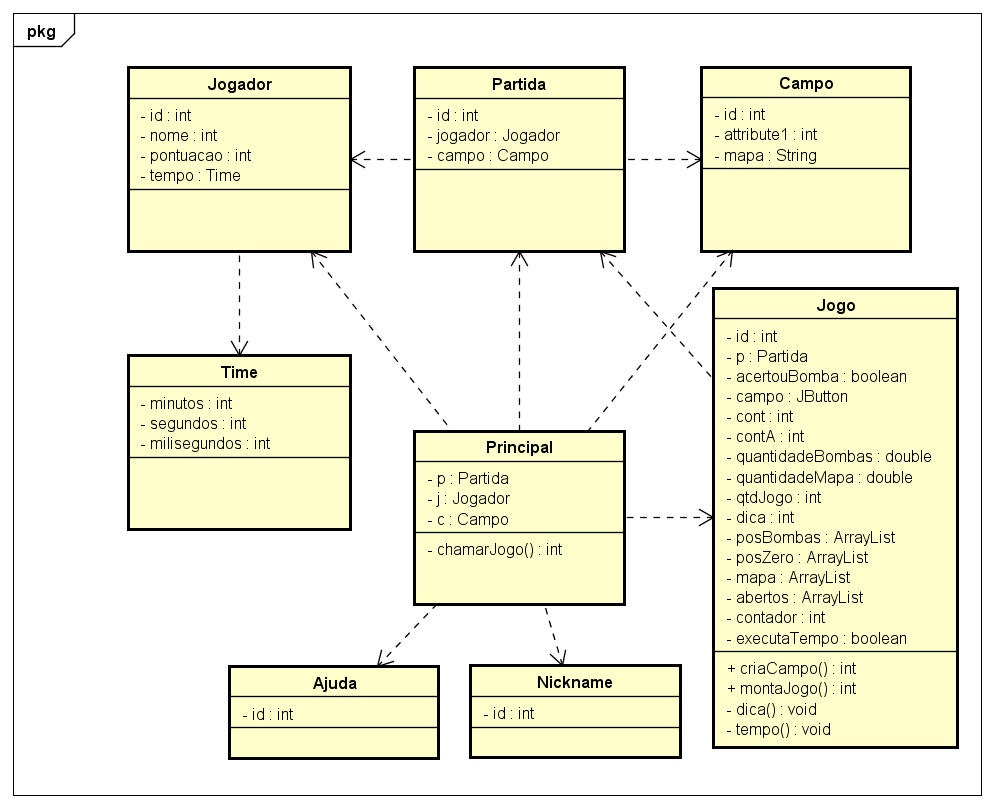 pkg
Jogador
- id : int
- nome : int
- pontuacao : int
- tempo : Time
Partida
- id : int
- jogador : Jogador
- campo : Campo
Campo
- id : int
- attribute1 : int
- mapa : String
Time
- minutos : int
- segundos : int
- milisegundos : int
Principal
- p : Partida
- j : Jogador
- c : Campo
- chamarJogo() : int
Jogo
- id : int
- p : Partida
- acertouBomba : boolean
- campo : JButton
- cont : int
- contA : int
- quantidadeBombas : double
- quantidadeMapa : double
- qtdJogo : int
- dica : int
- posBombas : ArrayList
- posZero : ArrayList
- mapa : ArrayList
- abertos : ArrayList
- contador : int
- executaTempo : boolean
+ criaCampo() : int
+ montaJogo() : int
- dica() : void
- tempo() : void
Ajuda
- id : int
Nickname
- id : int